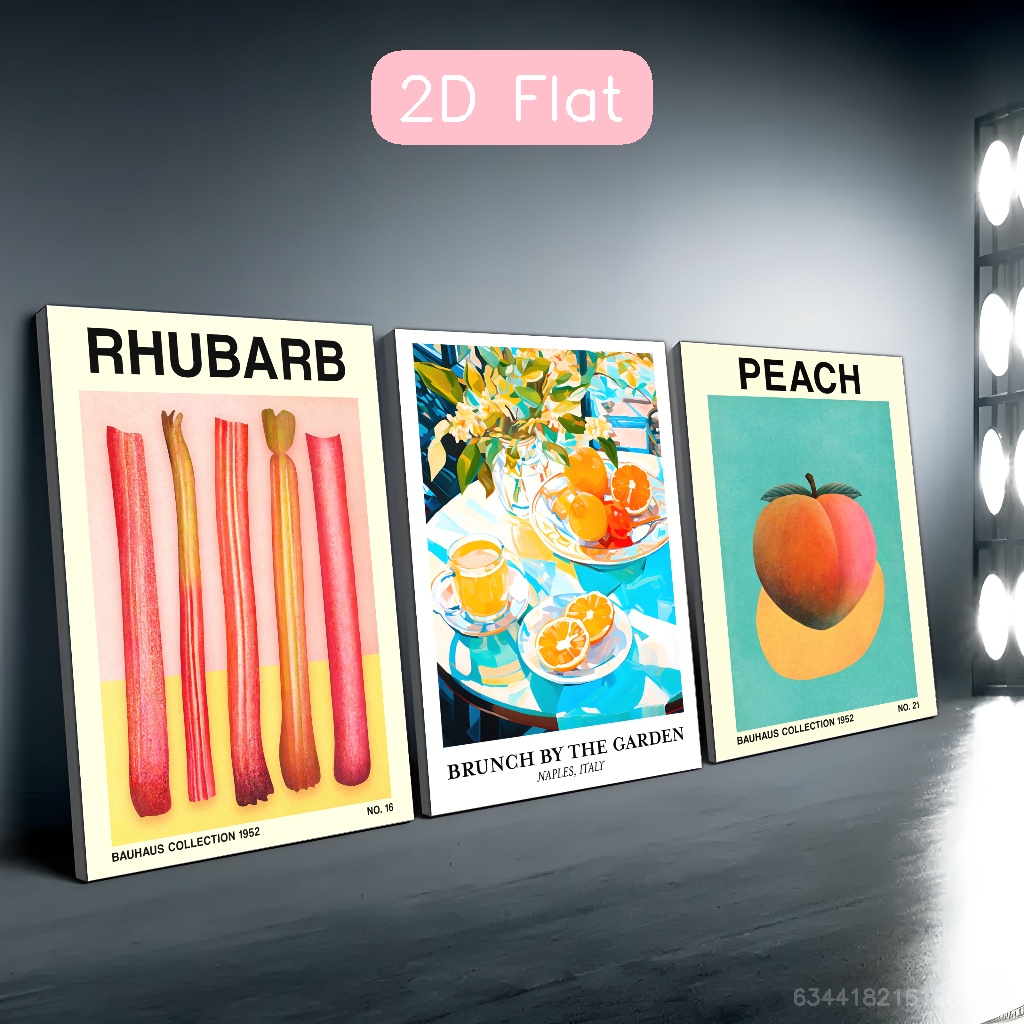 2D Flat
RHUBARB
NO. 16
BAUHAUS COLLECTION 1952
BRUNCH BY THE GARDEN
NAPLES, ITALY
PEACH
NO. 21
BAUHAUS COLLECTION 1952